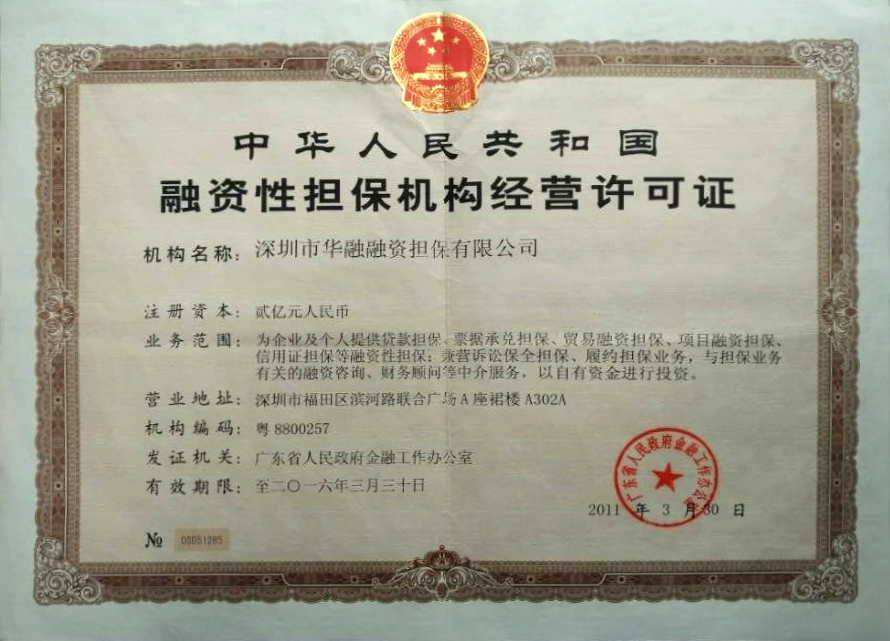 中华人民共和国
融资性担保机构经营许可证
机构名称：深圳市华融融资担保有限公司
注册资本：贰亿元人民币
业务范围：为企业及个人提供贷款担保、票据承兑担保、贸易融资担保、项目融资担保、
信用证担保等融资性担保；兼营诉讼保全担保、履约担保业务，与担保业务
有关的融资咨询、财务顾问等中介服务，以自有资金进行投资。
营业地址：深圳市福田区滨河路联合广场A座裙楼A302A
机构编码：粤8800257
发证机关：广东省人民政府金融工作办公室
有效期限：至二〇一六年三月三十日
广东省人民政府金融工作办公室
2011 年 3 月 30 日
№ 00051285